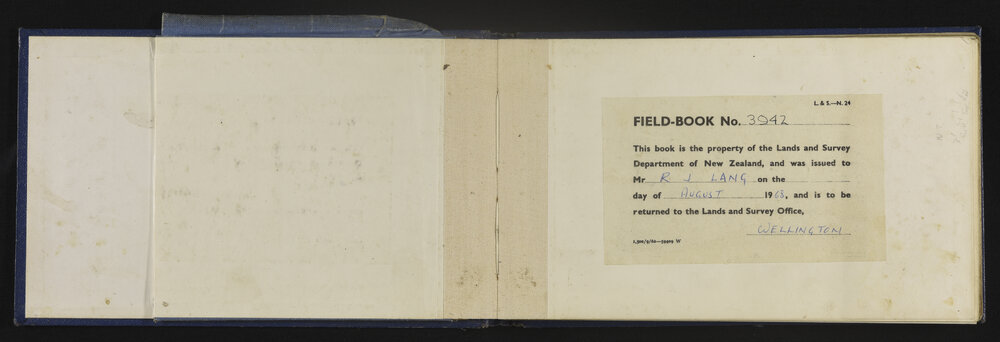 L. & S.—N. 24
FIELD-BOOK No. 3942
This book is the property of the Lands and Survey
Department of New Zealand, and was issued to
Mr R J LANG on the
day of AUGUST 1963, and is to be
returned to the Lands and Survey Office,
WELLINGTON